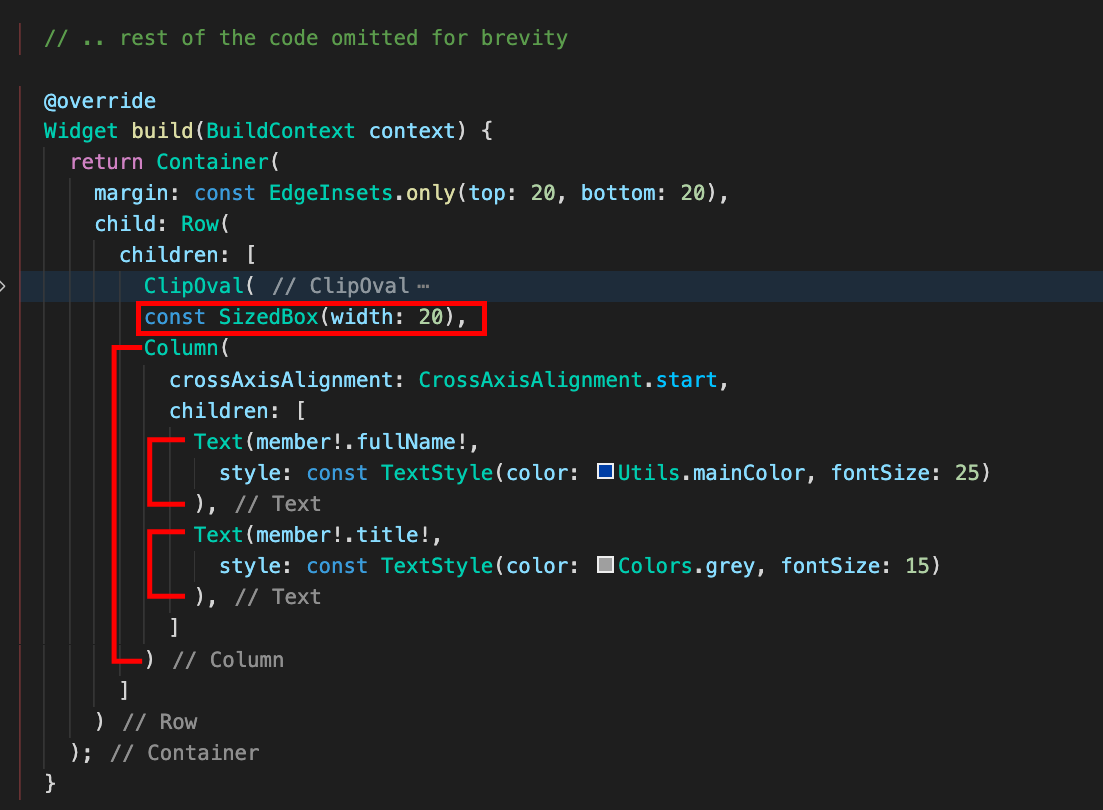 // .. rest of the code omitted for brevity
@override
Widget build(BuildContext context) {
return Container(
margin: const EdgeInsets.only(top: 20, bottom: 20),
child: Row(
children: [
ClipOval( // ClipOval ⋯
const SizedBox(width: 20),
Column(
crossAxisAlignment: CrossAxisAlignment.start,
children: [
Text(member!.fullName!,
style: const TextStyle(color: Utils.mainColor, fontSize: 25)
), // Text
Text(member!.title!,
style: const TextStyle(color: Colors.grey, fontSize: 15)
), // Text
]
) // Column
]
) // Row
); // Container
}